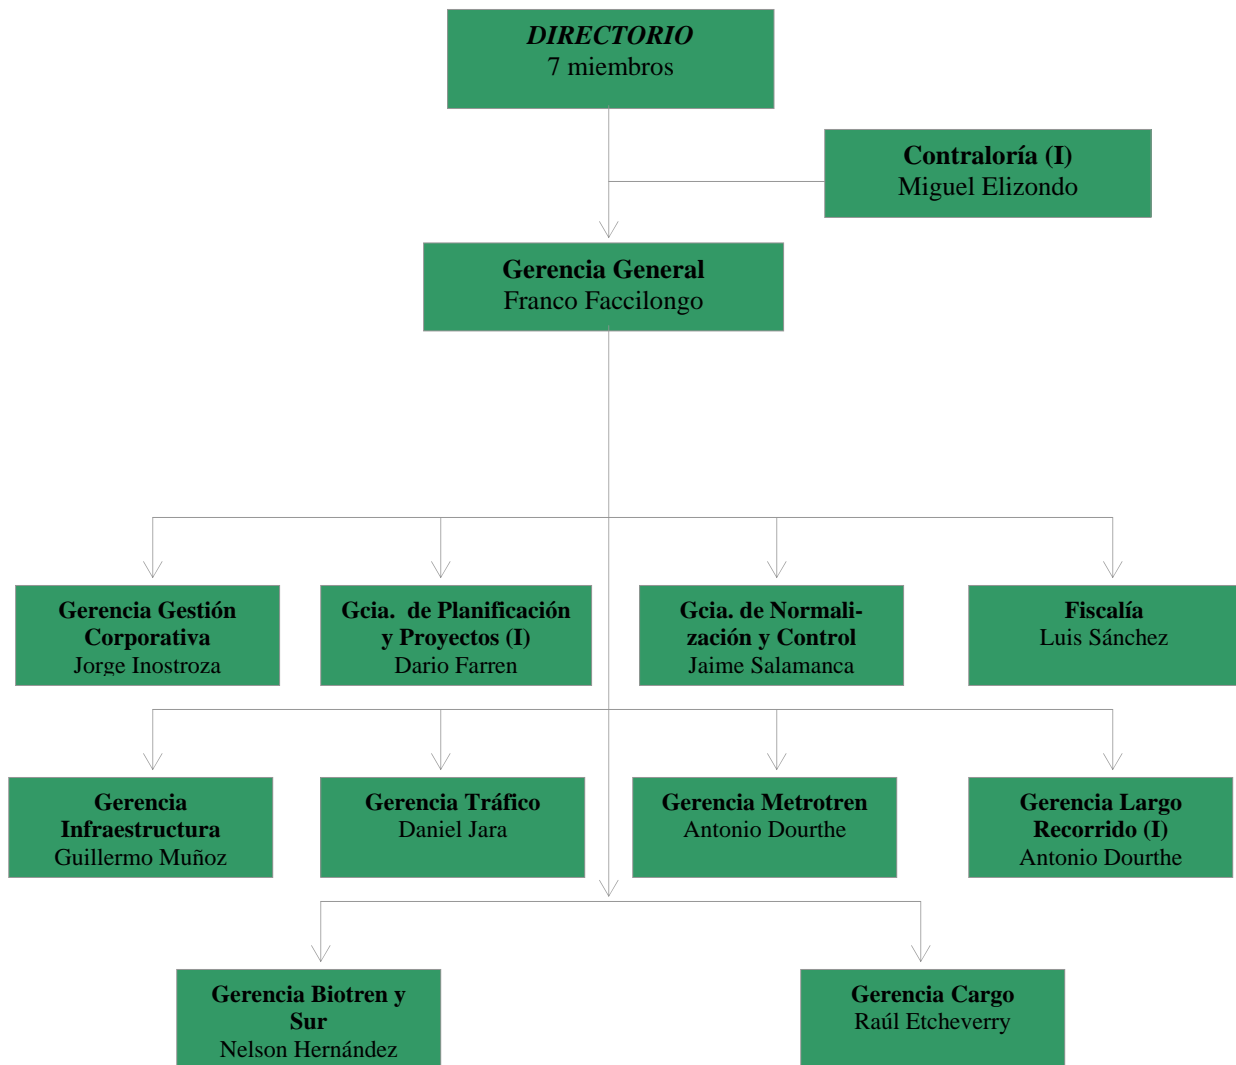 DIRECTORIO
7 miembros
Contraloría (I)
Miguel Elizondo
Gerencia General
Franco Faccilongo
Gerencia Gestión
Corporativa
Jorge Inostroza
Gcia. de Planificación
y Proyectos (I)
Dario Farren
Gcia. de Normali-
zación y Control
Jaime Salamanca
Fiscalía
Luis Sánchez
Gerencia
Infraestructura
Guillermo Muñoz
Gerencia Tráfico
Daniel Jara
Gerencia Metrotren
Antonio Dourthe
Gerencia Largo
Recorrido (I)
Antonio Dourthe
Gerencia Biotren y
Sur
Nelson Hernández
Gerencia Cargo
Raúl Etcheverry